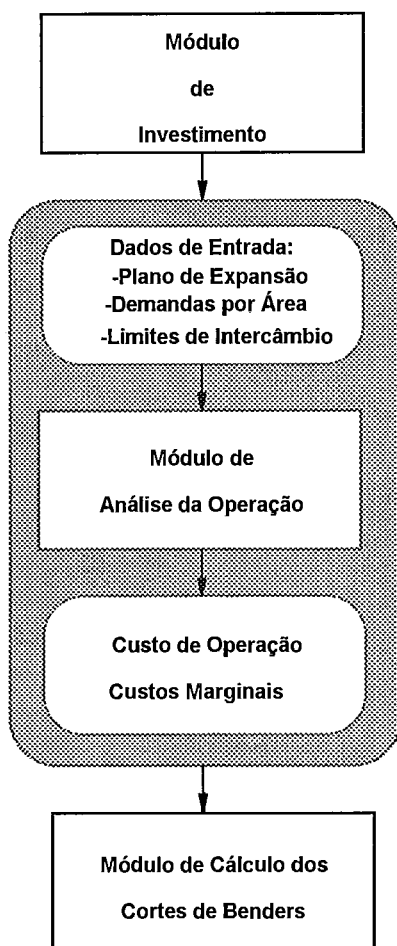 Módulo
de
Investimento
Dados de Entrada:
-Plano de Expansão
-Demandas por Área
-Limites de Intercâmbio
Módulo de
Análise da Operação
Custo de Operação
Custos Marginais
Módulo de Cálculo dos
Cortes de Benders